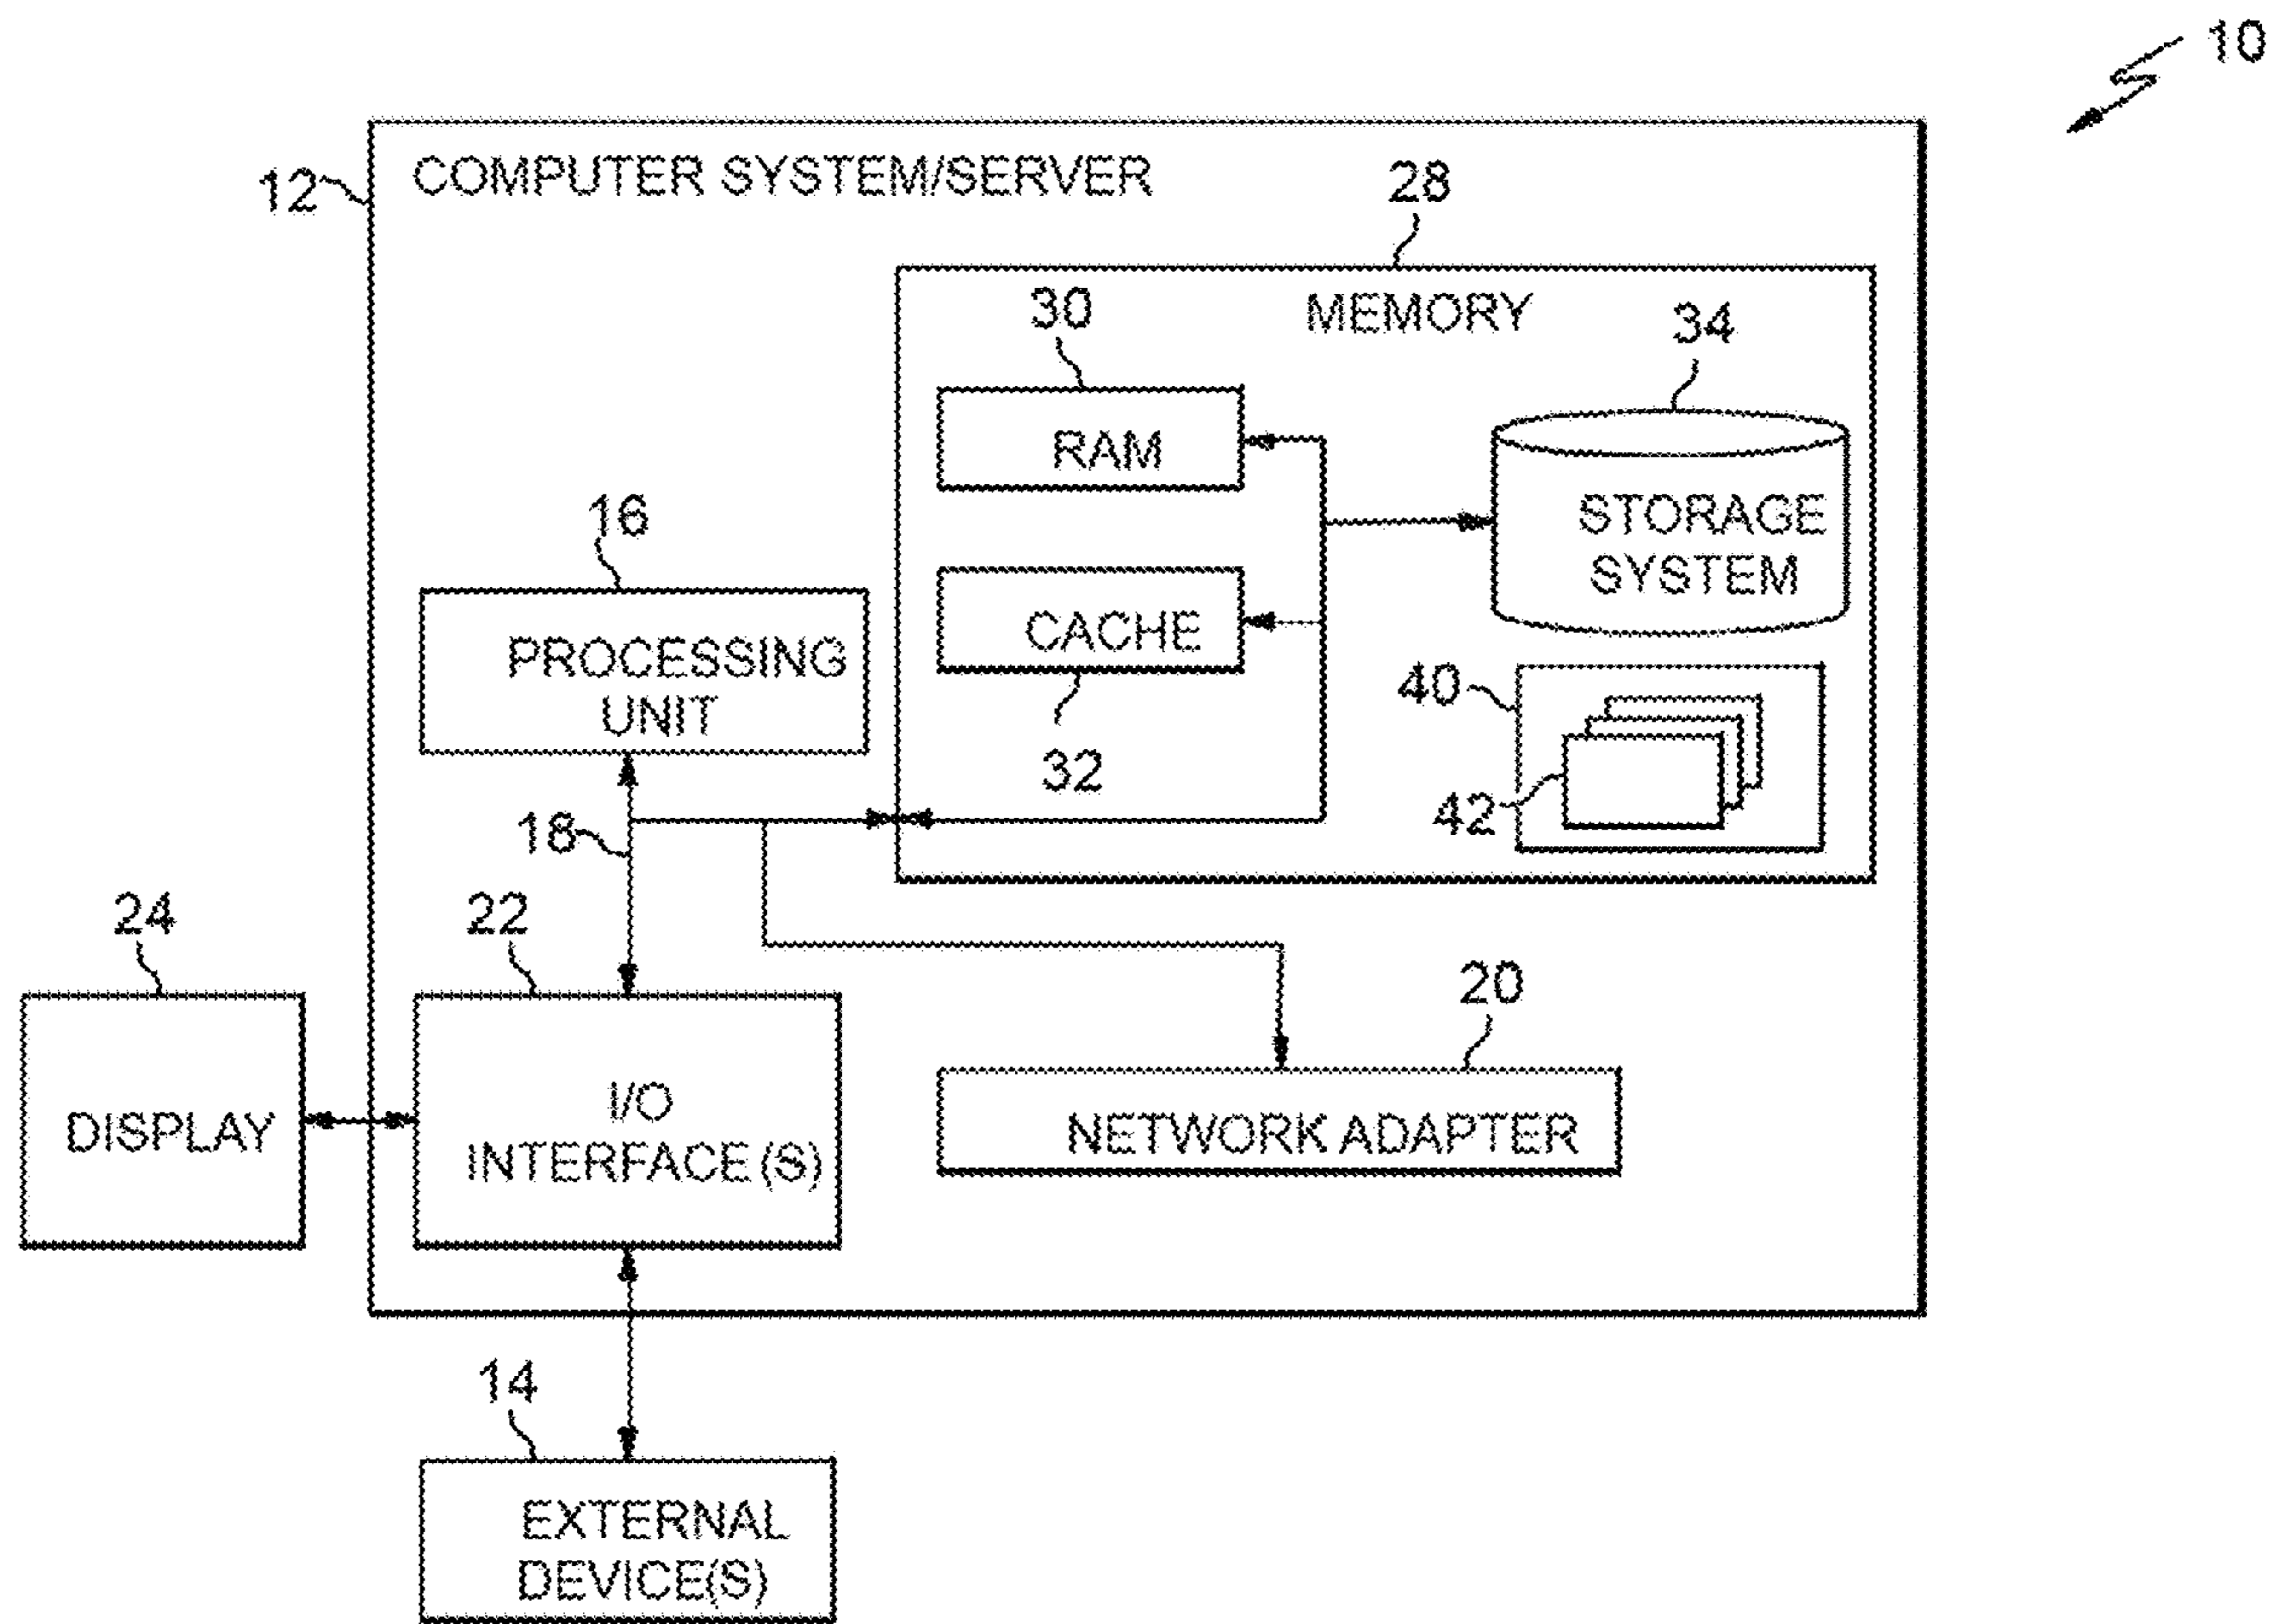 10
12
COMPUTER SYSTEM/SERVER
28
MEMORY
30
34
RAM
STORAGE
SYSTEM
16
CACHE
PROCESSING
UNIT
32
40
42
18
24
22
20
DISPLAY
I/O
INTERFACE(S)
NETWORK ADAPTER
14
EXTERNAL
DEVICE(S)